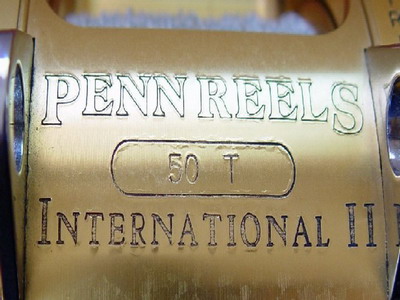 PENN REELS
50 T
INTERNATIONAL II